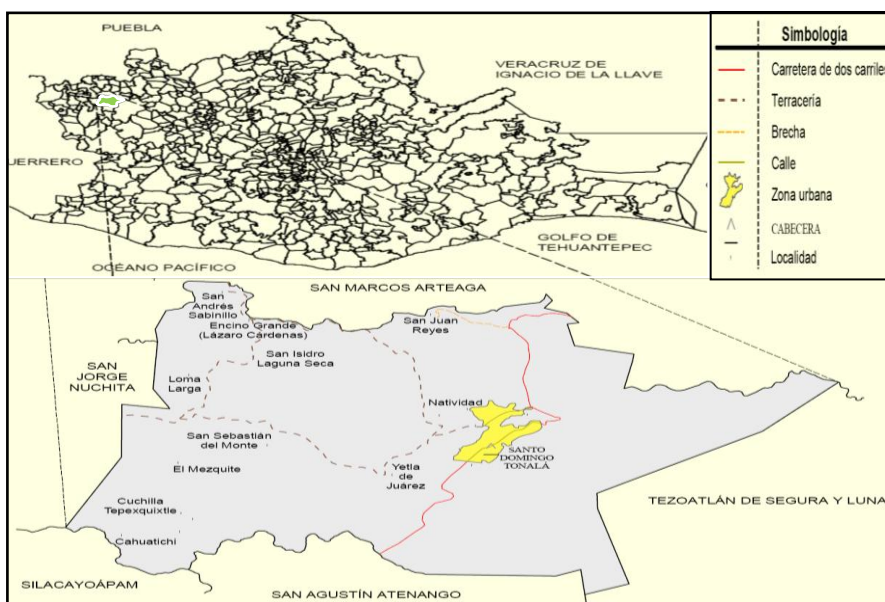 PUEBLA
VERACRUZ DE
IGNACIO DE LA LLAVE
UERRERO
GOLFO DE
TEHUANTEPEC
OCÉANO PACÍFICO
Simbología
Carretera de dos carriles
Terracería
Brecha
Calle
Zona urbana
CABECERA
Localidad
SAN MARCOS ARTEAGA
San
Andrés
Sabinillo
Encino Grande
(Lázaro Cárdenas)
San Juan
Reyes
San Isidro
Laguna Seca
SAN
JORGE
NUCHITA
Loma
Larga
Natividad
San Sebastián
del Monte
SANTO
DOMINGO
TONALÁ
El Mezquite
Yetla
de
Juárez
TEZOATLÁN DE SEGURA Y LUNA
Cuchilla
Tepexquixtle
Cahuatichi
SILACAYOÁPAM
SAN AGUSTÍN ATENANGO